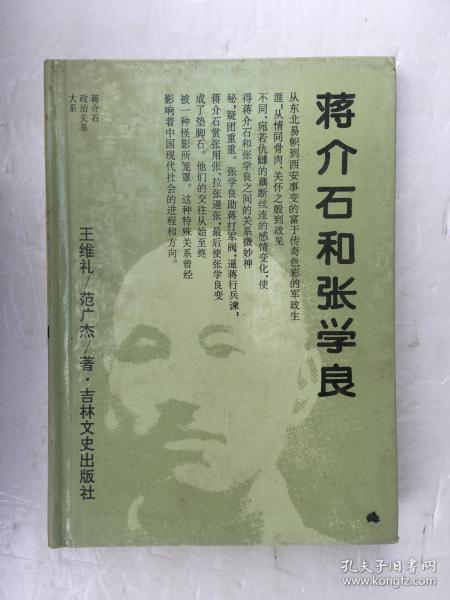 蒋介石和张学良
从东北易帜到西安事变的富于传奇色彩的军政生
涯，从情同骨肉、关怀之殷到政见
不同、宛若仇雠的藕断丝连的感情变化，使
得蒋介石和张学良之间的关系微妙神
秘，疑团重重。张学良助蒋打军阀，逼蒋行兵谏；
蒋介石赏张用张、拉张逼张，最后使张学良变
成了垫脚石。他们的交往从始至终
被一种怪影所笼罩。这种特殊关系曾经
影响着中国现代社会的进程和方向。
蒋介石
政治关系
大系
王维礼/范广杰/著·吉林文史出版社
孔夫子旧书网
www.kongfz.com